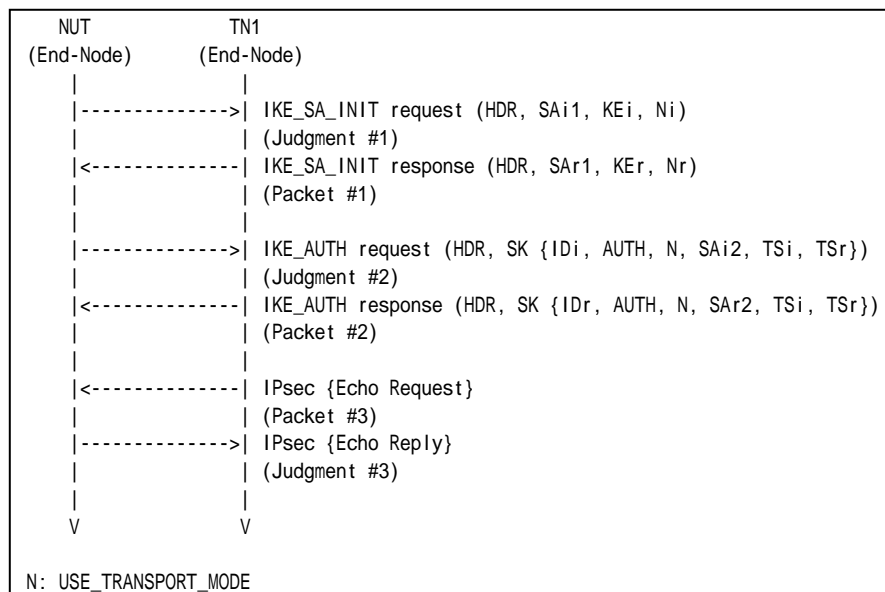 NUT TN1
(End-Node) (End-Node)
| |
|-------------->| IKE_SA_INIT request (HDR, SAi1, KEi, Ni)
| | (Judgment #1)
|<--------------| IKE_SA_INIT response (HDR, SAr1, KEr, Nr)
| | (Packet #1)
| |
|-------------->| IKE_AUTH request (HDR, SK {IDi, AUTH, N, SAi2, TSi, TSr})
| | (Judgment #2)
|<--------------| IKE_AUTH response (HDR, SK {IDr, AUTH, N, SAr2, TSi, TSr})
| | (Packet #2)
| |
|<--------------| IPsec {Echo Request}
| | (Packet #3)
|-------------->| IPsec {Echo Reply}
| | (Judgment #3)
| |
V V
N: USE_TRANSPORT_MODE